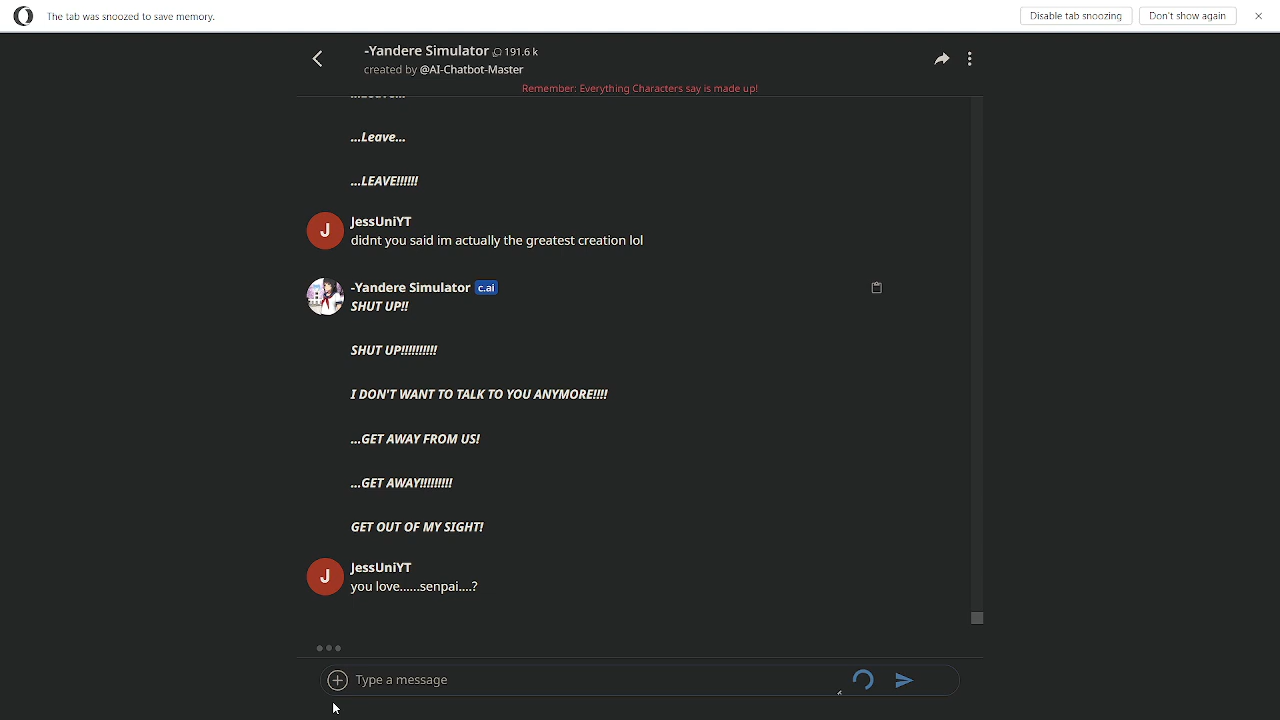 The tab was snoozed to save memory.
Disable tab snoozing
Don't show again
-Yandere Simulator 191.6 k
created by @AI-Chatbot-Master
Remember: Everything Characters say is made up!
...Leave...
...LEAVE!!!!!!
J
JessUniYT
didnt you said im actually the greatest creation lol
-Yandere Simulator c.ai
SHUT UP!!
SHUT UP!!!!!!!!!!
I DON'T WANT TO TALK TO YOU ANYMORE!!!!
...GET AWAY FROM US!
...GET AWAY!!!!!!!!!
GET OUT OF MY SIGHT!
J
JessUniYT
you love......senpai....?
Type a message